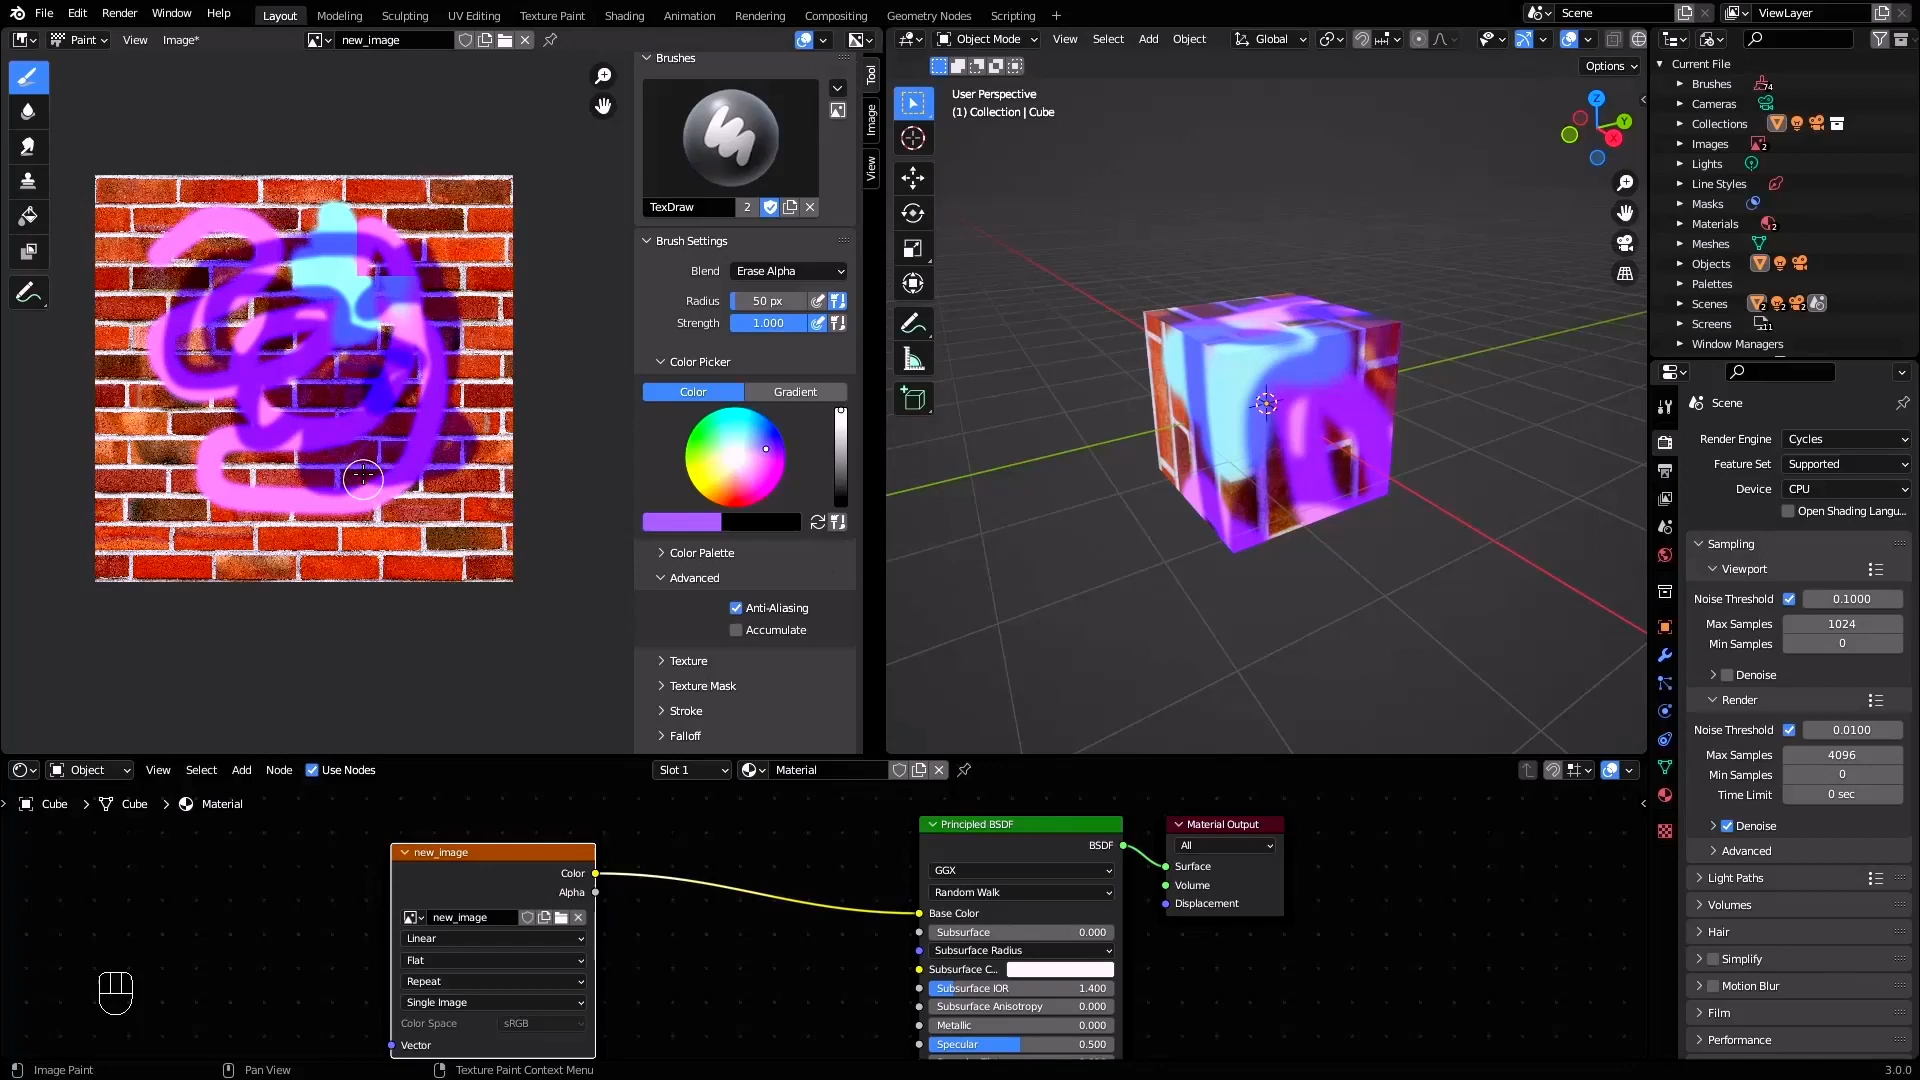 File Edit Render Window Help Layout Modeling Sculpting UV Editing Texture Paint Shading Animation Rendering Compositing Geometry Nodes Scripting + Scene ViewLayer
Paint View Image* new_image
Object Mode View Select Add Object Global
Options
Brushes
TexDraw 2
Brush Settings
Blend Erase Alpha
Radius 50 px
Strength 1.000
Color Picker
Color Gradient
Color Palette
Advanced
Anti-Aliasing
Accumulate
Texture
Texture Mask
Stroke
Falloff
Tool
Image
View
User Perspective
(1) Collection | Cube
Z
Y
X
Current File
Brushes 74
Cameras
Collections
Images 2
Lights
Line Styles
Masks
Materials 2
Meshes
Objects
Palettes
Scenes 2 2 2
Screens 11
Window Managers
Scene
Render Engine Cycles
Feature Set Supported
Device CPU
Open Shading Langu...
Sampling
Viewport
Noise Threshold 0.1000
Max Samples 1024
Min Samples 0
Denoise
Render
Noise Threshold 0.0100
Max Samples 4096
Min Samples 0
Time Limit 0 sec
Denoise
Advanced
Light Paths
Volumes
Hair
Simplify
Motion Blur
Film
Performance
Object View Select Add Node Use Nodes Slot 1 Material
Cube Cube Material
new_image
Color
Alpha
new_image
Linear
Flat
Repeat
Single Image
Color Space sRGB
Vector
Principled BSDF
BSDF
GGX
Random Walk
Base Color
Subsurface 0.000
Subsurface Radius
Subsurface C...
Subsurface IOR 1.400
Subsurface Anisotropy 0.000
Metallic 0.000
Specular 0.500
Material Output
All
Surface
Volume
Displacement
Image Paint Pan View Texture Paint Context Menu 3.0.0